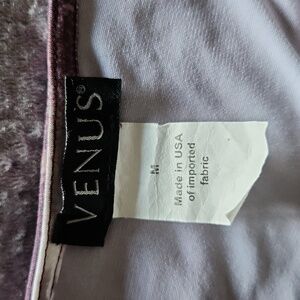 VENUS®
M
Made in USA
of imported
fabric